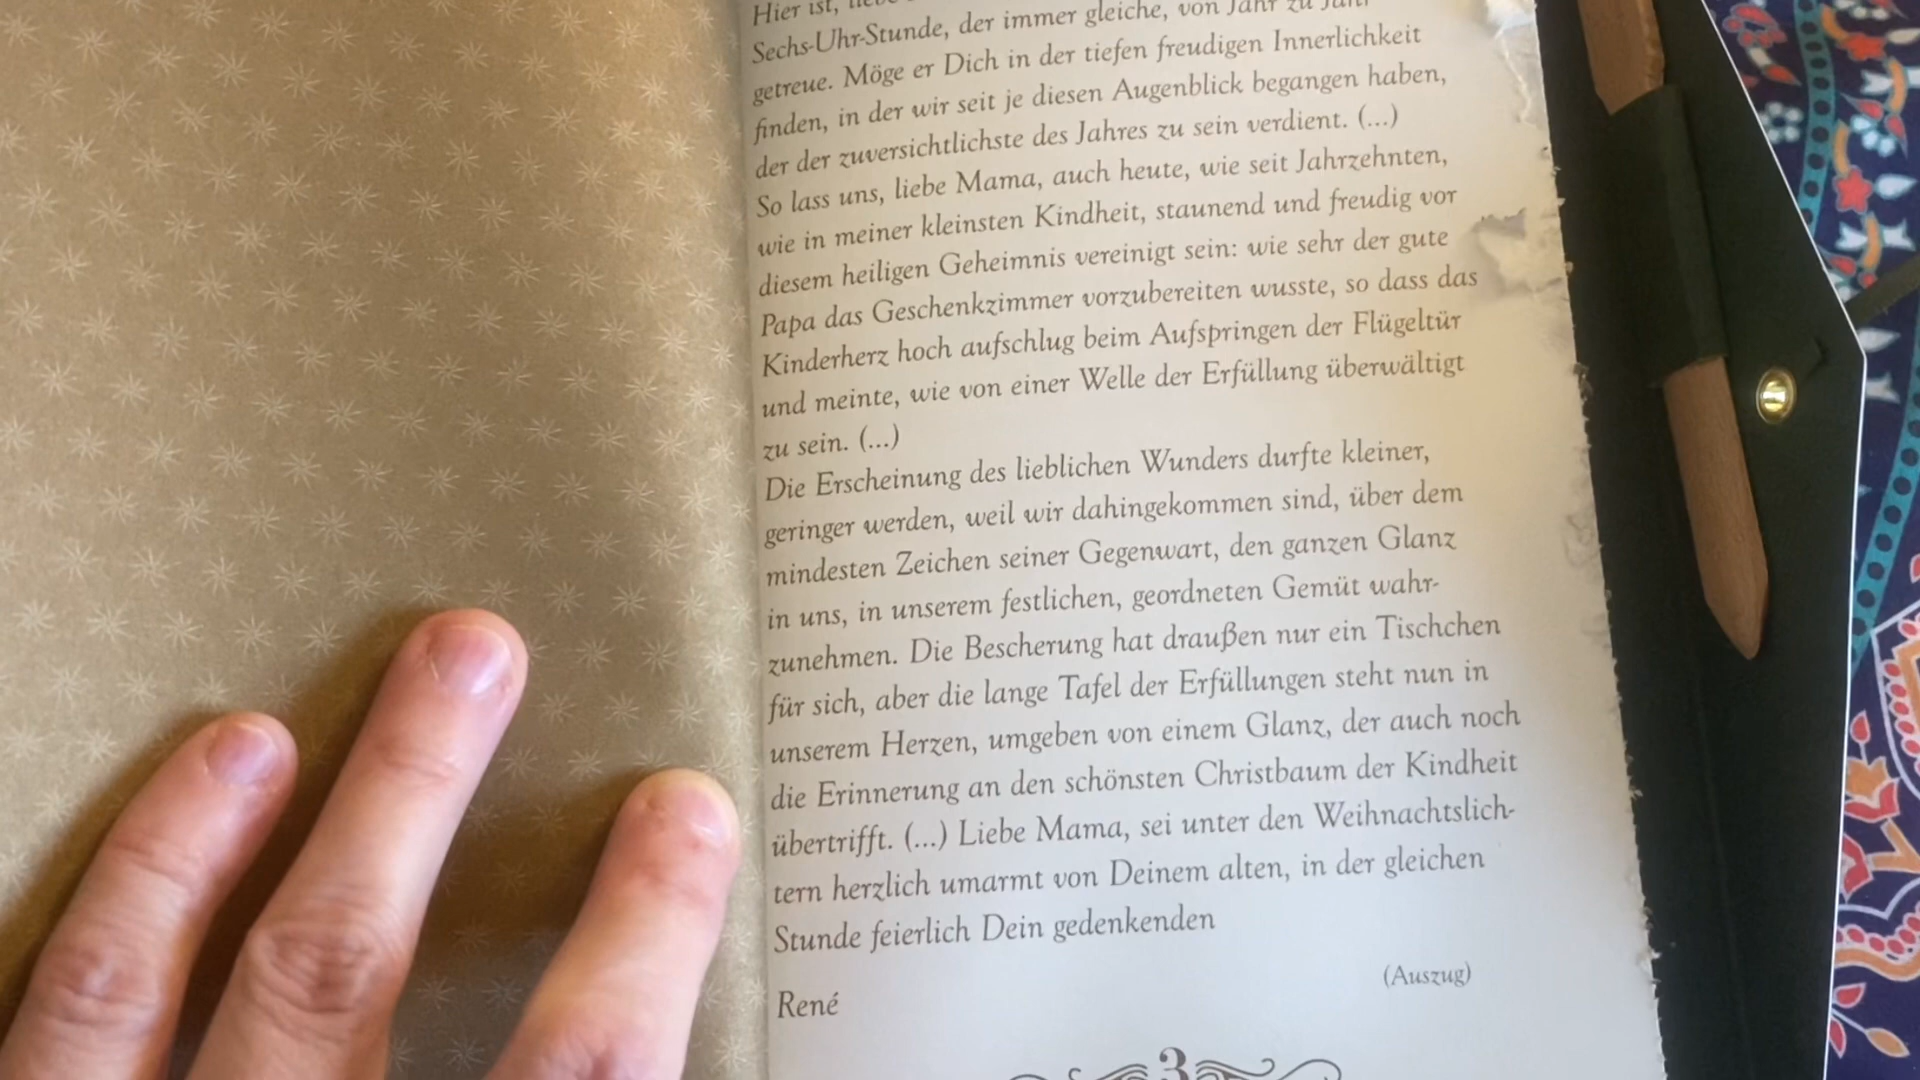 Hier ist,
Sechs-Uhr-Stunde, der immer gleiche, von Jahr zu Jahr
getreue. Möge er Dich in der tiefen freudigen Innerlichkeit
finden, in der wir seit je diesen Augenblick begangen haben,
der der zuversichtlichste des Jahres zu sein verdient. (...)
So lass uns, liebe Mama, auch heute, wie seit Jahrzehnten,
wie in meiner kleinsten Kindheit, staunend und freudig vor
diesem heiligen Geheimnis vereinigt sein: wie sehr der gute
Papa das Geschenkzimmer vorzubereiten wusste, so dass das
Kinderherz hoch aufschlug beim Aufspringen der Flügeltür
und meinte, wie von einer Welle der Erfüllung überwältigt
zu sein. (...)
Die Erscheinung des lieblichen Wunders durfte kleiner,
geringer werden, weil wir dahingekommen sind, über dem
mindesten Zeichen seiner Gegenwart, den ganzen Glanz
in uns, in unserem festlichen, geordneten Gemüt wahr-
zunehmen. Die Bescherung hat draußen nur ein Tischchen
für sich, aber die lange Tafel der Erfüllungen steht nun in
unserem Herzen, umgeben von einem Glanz, der auch noch
die Erinnerung an den schönsten Christbaum der Kindheit
übertrifft. (...) Liebe Mama, sei unter den Weihnachtslich-
tern herzlich umarmt von Deinem alten, in der gleichen
Stunde feierlich Dein gedenkenden
(Auszug)
René
3